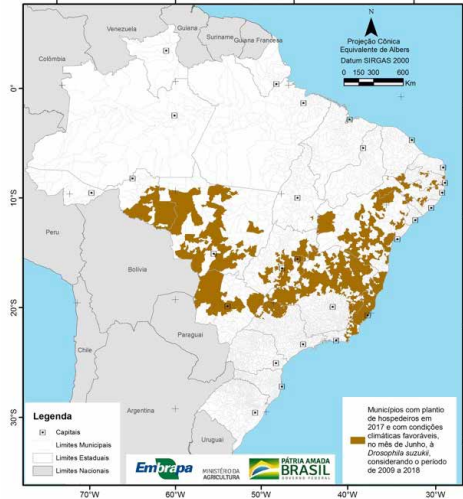 Venezuela
Guiana
Suriname
Guiana Francesa
Colômbia
N
Projeção Cônica
Equivalente de Albers
Datum SIRGAS 2000
0 150 300 600
Km
0°
10°S
20°S
30°S
Peru
Bolívia
Paraguai
Chile
Argentina
Uruguai
Legenda
Capitais
Limites Municipais
Limites Estaduais
Limites Nacionais
Embrapa
MINISTÉRIO DA
AGRICULTURA
PÁTRIA AMADA
BRASIL
GOVERNO FEDERAL
Municípios com plantio
de hospedeiros em
2017 e com condições
climáticas favoráveis,
no mês de Junho, à
Drosophila suzukii,
considerando o período
de 2009 a 2018
70°W 60°W 50°W 40°W 30°W